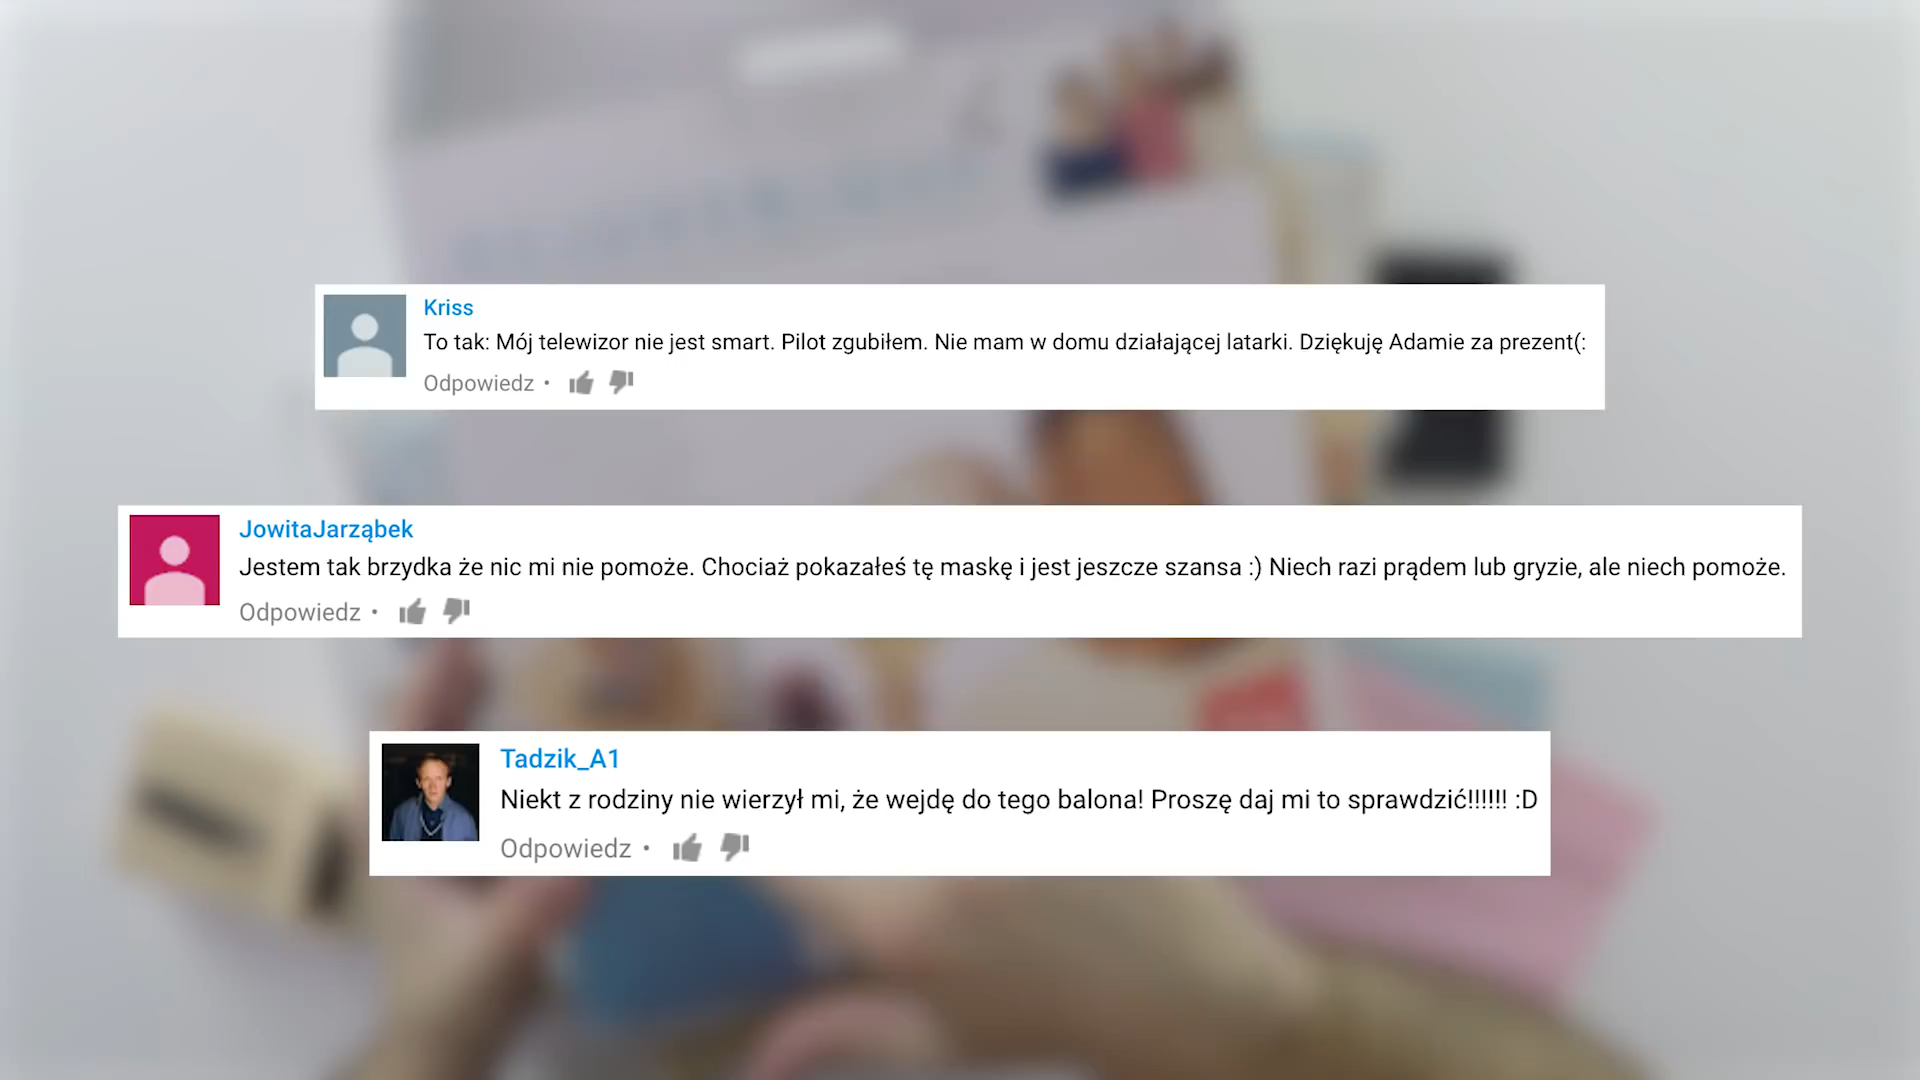 Kriss
To tak: Mój telewizor nie jest smart. Pilot zgubiłem. Nie mam w domu działającej latarki. Dziękuję Adamie za prezent(:
Odpowiedz •
JowitaJarząbek
Jestem tak brzydka że nic mi nie pomoże. Chociaż pokazałeś tę maskę i jest jeszcze szansa :) Niech razi prądem lub gryzie, ale niech pomoże.
Odpowiedz •
Tadzik_A1
Niekt z rodziny nie wierzył mi, że wejdę do tego balona! Proszę daj mi to sprawdzić!!!!!! :D
Odpowiedz •